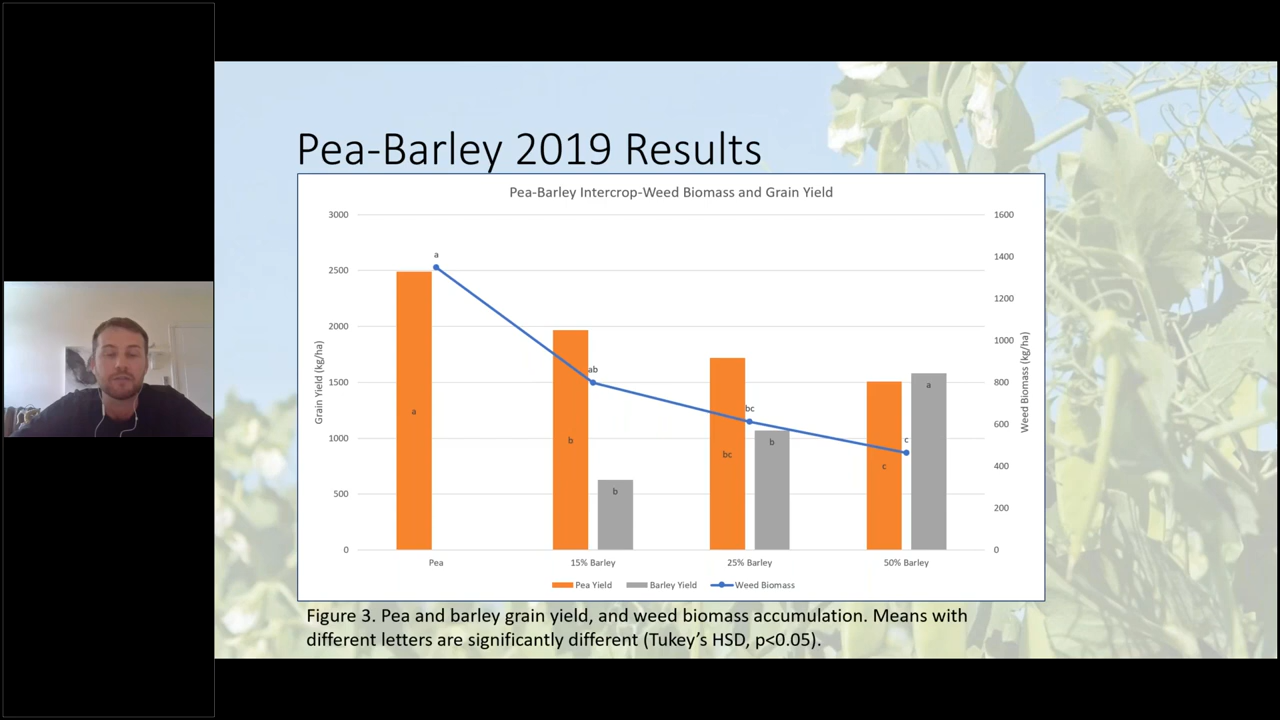 Pea-Barley 2019 Results
Pea-Barley Intercrop-Weed Biomass and Grain Yield
3000
2500
2000
1500
1000
500
0
Grain Yield (kg/ha)
1600
1400
1200
1000
800
600
400
200
0
Weed Biomass (kg/ha)
a
a
ab
b
b
bc
bc
b
c
c
a
Pea
15% Barley
25% Barley
50% Barley
Pea Yield
Barley Yield
Weed Biomass
Figure 3. Pea and barley grain yield, and weed biomass accumulation. Means with
different letters are significantly different (Tukey's HSD, p<0.05).